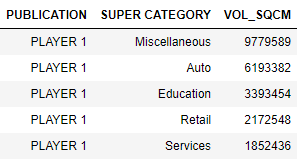 PUBLICATION SUPER CATEGORY VOL_SQCM
PLAYER 1 Miscellaneous 9779589
PLAYER 1 Auto 6193382
PLAYER 1 Education 3393454
PLAYER 1 Retail 2172548
PLAYER 1 Services 1852436